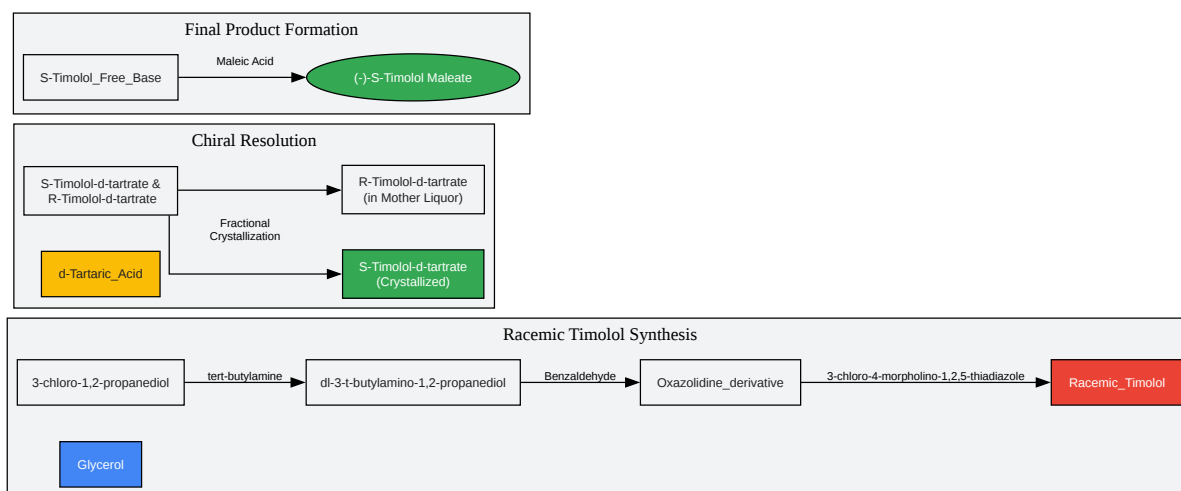 Final Product Formation
S-Timolol_Free_Base
Maleic Acid
(-)-S-Timolol Maleate
Chiral Resolution
S-Timolol-d-tartrate &
R-Timolol-d-tartrate
R-Timolol-d-tartrate
(in Mother Liquor)
Fractional
Crystallization
d-Tartaric_Acid
S-Timolol-d-tartrate
(Crystallized)
Racemic Timolol Synthesis
3-chloro-1,2-propanediol
tert-butylamine
dl-3-t-butylamino-1,2-propanediol
Benzaldehyde
Oxazolidine_derivative
3-chloro-4-morpholino-1,2,5-thiadiazole
Racemic_Timolol
Glycerol